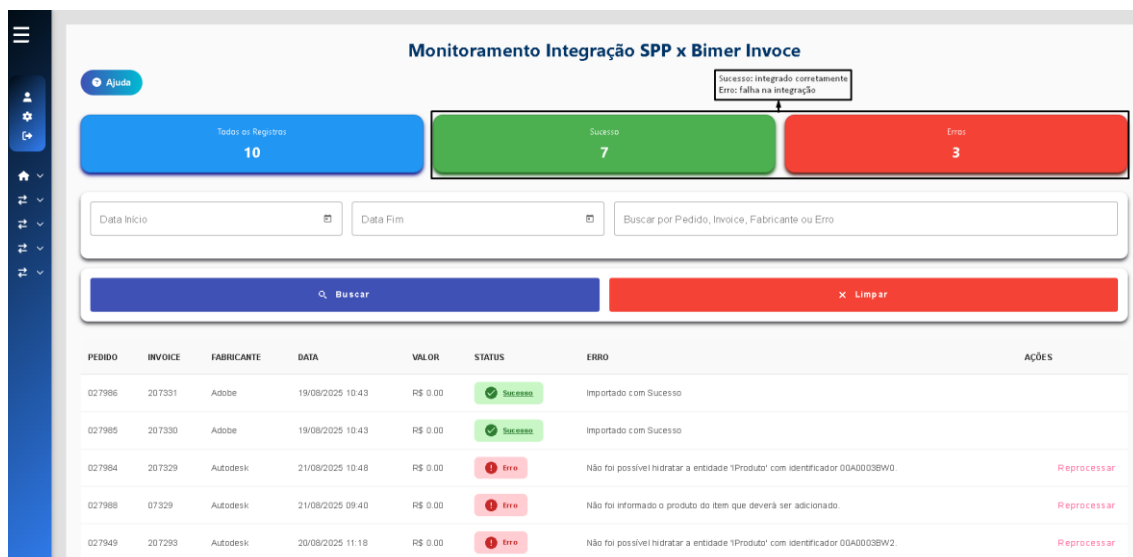 Monitoramento Integração SPP x Bimer Invoce
Ajuda
Sucesso: integrado corretamente
Erro: falha na integração
Todos os Registros
10
Sucesso
7
Erros
3
Data Início
Data Fim
Buscar por Pedido, Invoice, Fabricante ou Erro
Buscar
Limpar
PEDIDO INVOICE FABRICANTE DATA VALOR STATUS ERRO AÇÕES
027986 207331 Adobe 19/08/2025 10:43 R$ 0.00 Sucesso Importado com Sucesso
027985 207330 Adobe 19/08/2025 10:43 R$ 0.00 Sucesso Importado com Sucesso
027984 207329 Autodesk 21/08/2025 10:48 R$ 0.00 Erro Não foi possível hidratar a entidade 'IProduto' com identificador 00A0003BW0. Reprocessar
027988 07329 Autodesk 21/08/2025 09:40 R$ 0.00 Erro Não foi informado o produto do item que deverá ser adicionado. Reprocessar
027949 207293 Autodesk 20/08/2025 11:18 R$ 0.00 Erro Não foi possível hidratar a entidade 'IProduto' com identificador 00A0003BW2. Reprocessar